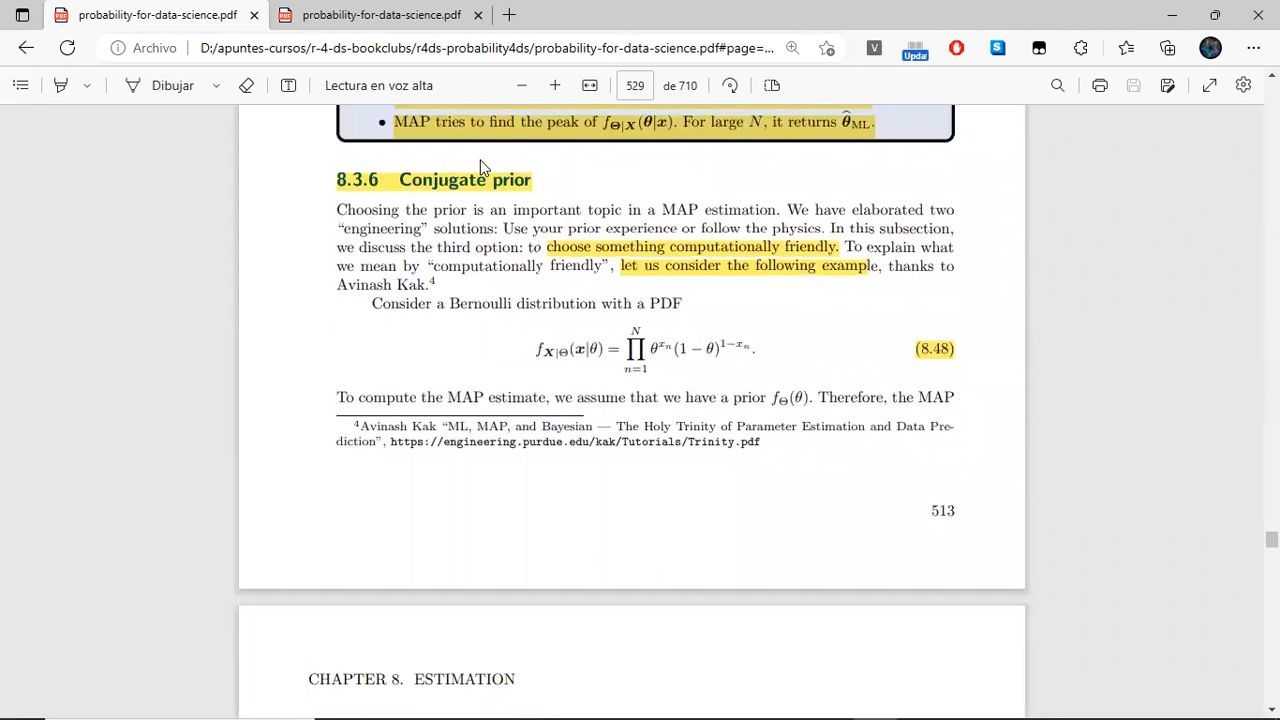 probability-for-data-science.pdf
probability-for-data-science.pdf
Archivo D:/apuntes-cursos/r-4-ds-bookclubs/r4ds-probability4ds/probability-for-data-science.pdf#page=...
V
Upda
S
Dibujar
Lectura en voz alta
529 de 710
• MAP tries to find the peak of f_Θ|X(θ|x). For large N, it returns θ̂_ML.
8.3.6 Conjugate prior
Choosing the prior is an important topic in a MAP estimation. We have elaborated two
“engineering” solutions: Use your prior experience or follow the physics. In this subsection,
we discuss the third option: to choose something computationally friendly. To explain what
we mean by “computationally friendly”, let us consider the following example, thanks to
Avinash Kak.⁴
Consider a Bernoulli distribution with a PDF
f_X|Θ(x|θ) = ∏_{n=1}^{N} θ^{x_n}(1 − θ)^{1−x_n}. (8.48)
To compute the MAP estimate, we assume that we have a prior f_Θ(θ). Therefore, the MAP
⁴Avinash Kak “ML, MAP, and Bayesian — The Holy Trinity of Parameter Estimation and Data Pre-
diction”, https://engineering.purdue.edu/kak/Tutorials/Trinity.pdf
513
CHAPTER 8. ESTIMATION